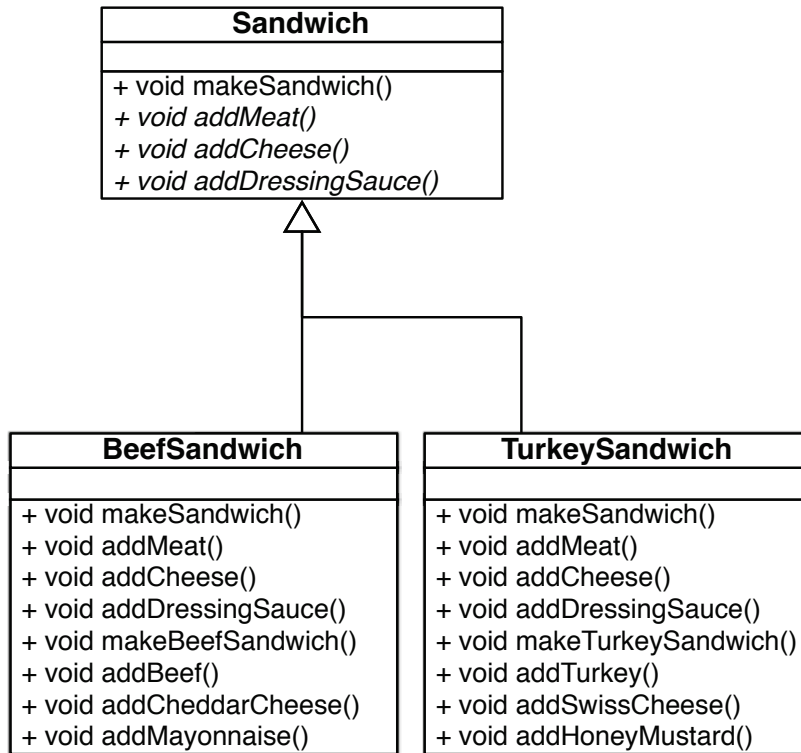 Sandwich
+ void makeSandwich()
+ void addMeat()
+ void addCheese()
+ void addDressingSauce()
BeefSandwich
+ void makeSandwich()
+ void addMeat()
+ void addCheese()
+ void addDressingSauce()
+ void makeBeefSandwich()
+ void addBeef()
+ void addCheddarCheese()
+ void addMayonnaise()
TurkeySandwich
+ void makeSandwich()
+ void addMeat()
+ void addCheese()
+ void addDressingSauce()
+ void makeTurkeySandwich()
+ void addTurkey()
+ void addSwissCheese()
+ void addHoneyMustard()